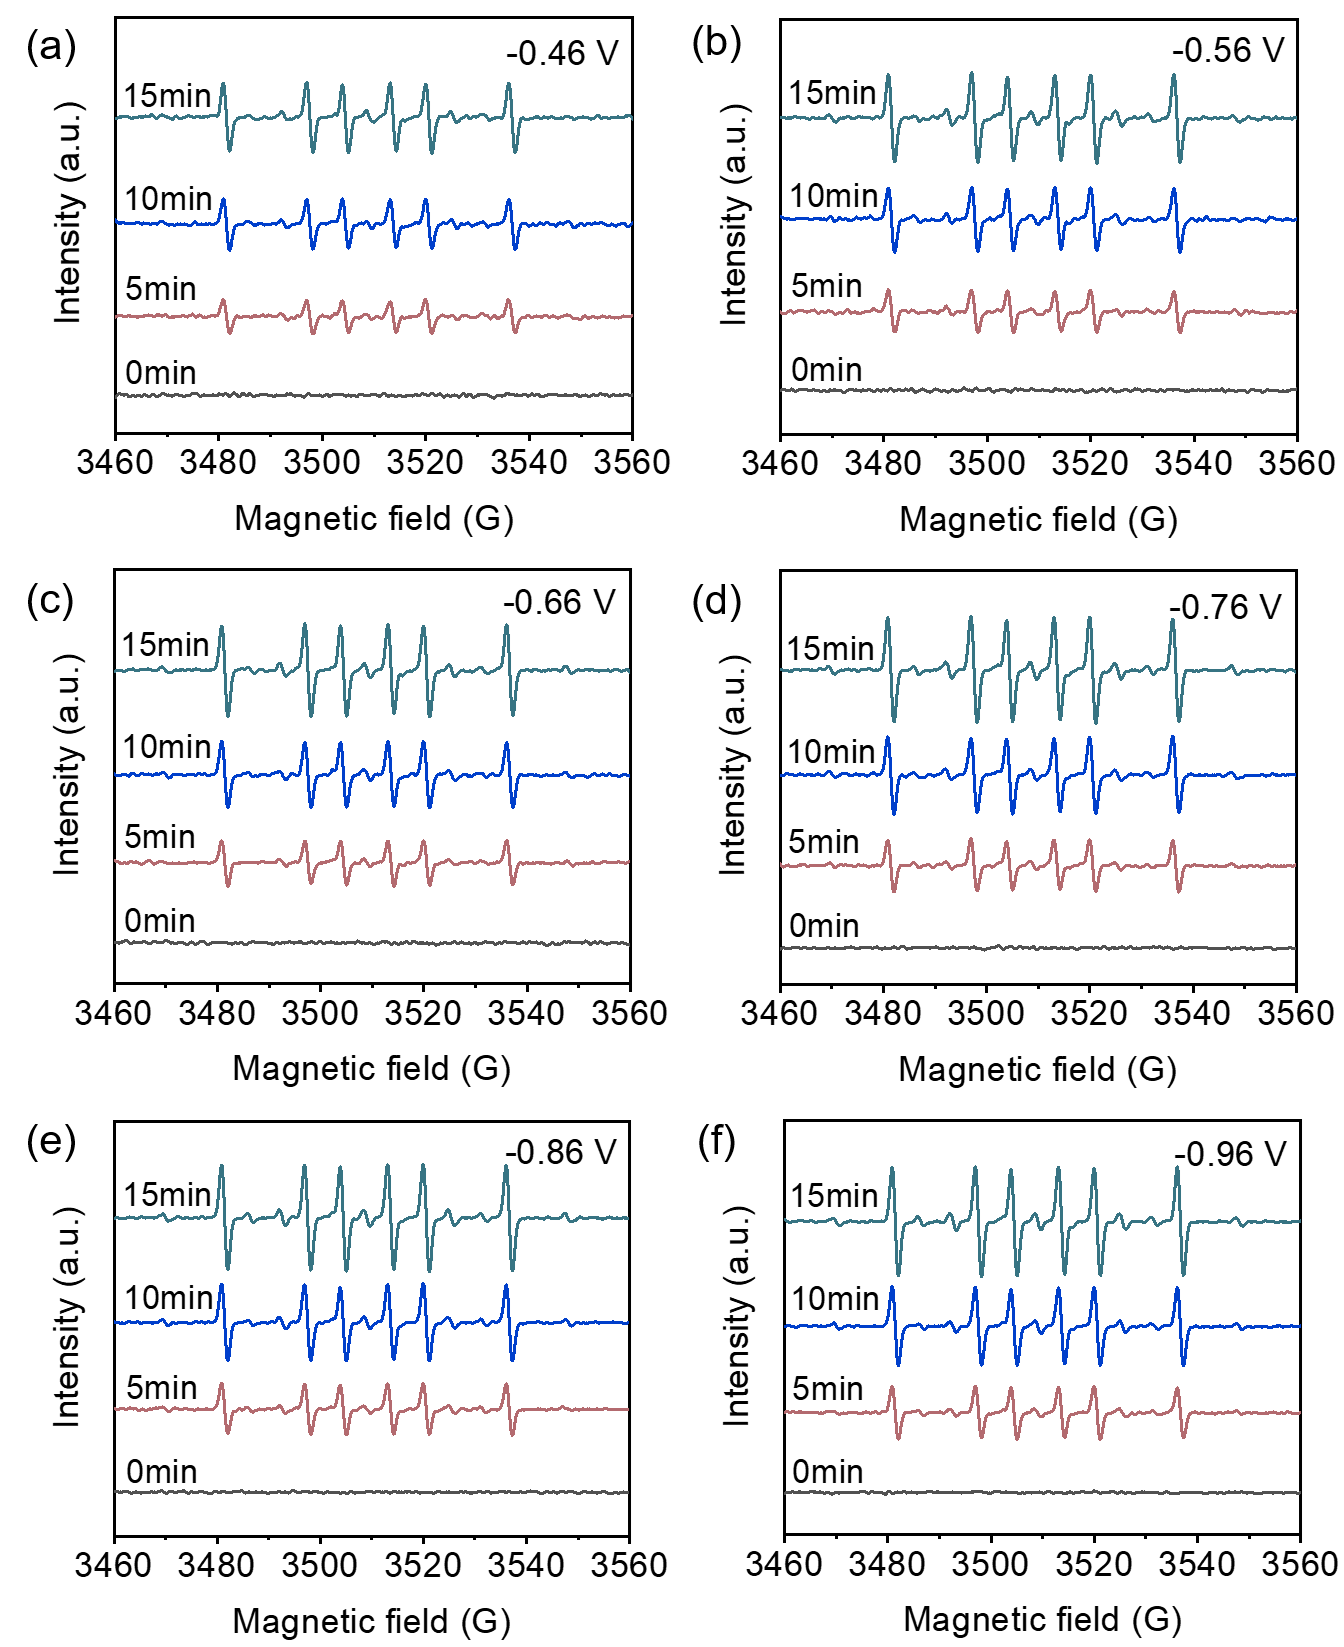 (a)
-0.46 V
15min
10min
5min
0min
Intensity (a.u.)
3460 3480 3500 3520 3540 3560
Magnetic field (G)
(b)
-0.56 V
15min
10min
5min
0min
Intensity (a.u.)
3460 3480 3500 3520 3540 3560
Magnetic field (G)
(c)
-0.66 V
15min
10min
5min
0min
Intensity (a.u.)
3460 3480 3500 3520 3540 3560
Magnetic field (G)
(d)
-0.76 V
15min
10min
5min
0min
Intensity (a.u.)
3460 3480 3500 3520 3540 3560
Magnetic field (G)
(e)
-0.86 V
15min
10min
5min
0min
Intensity (a.u.)
3460 3480 3500 3520 3540 3560
Magnetic field (G)
(f)
-0.96 V
15min
10min
5min
0min
Intensity (a.u.)
3460 3480 3500 3520 3540 3560
Magnetic field (G)